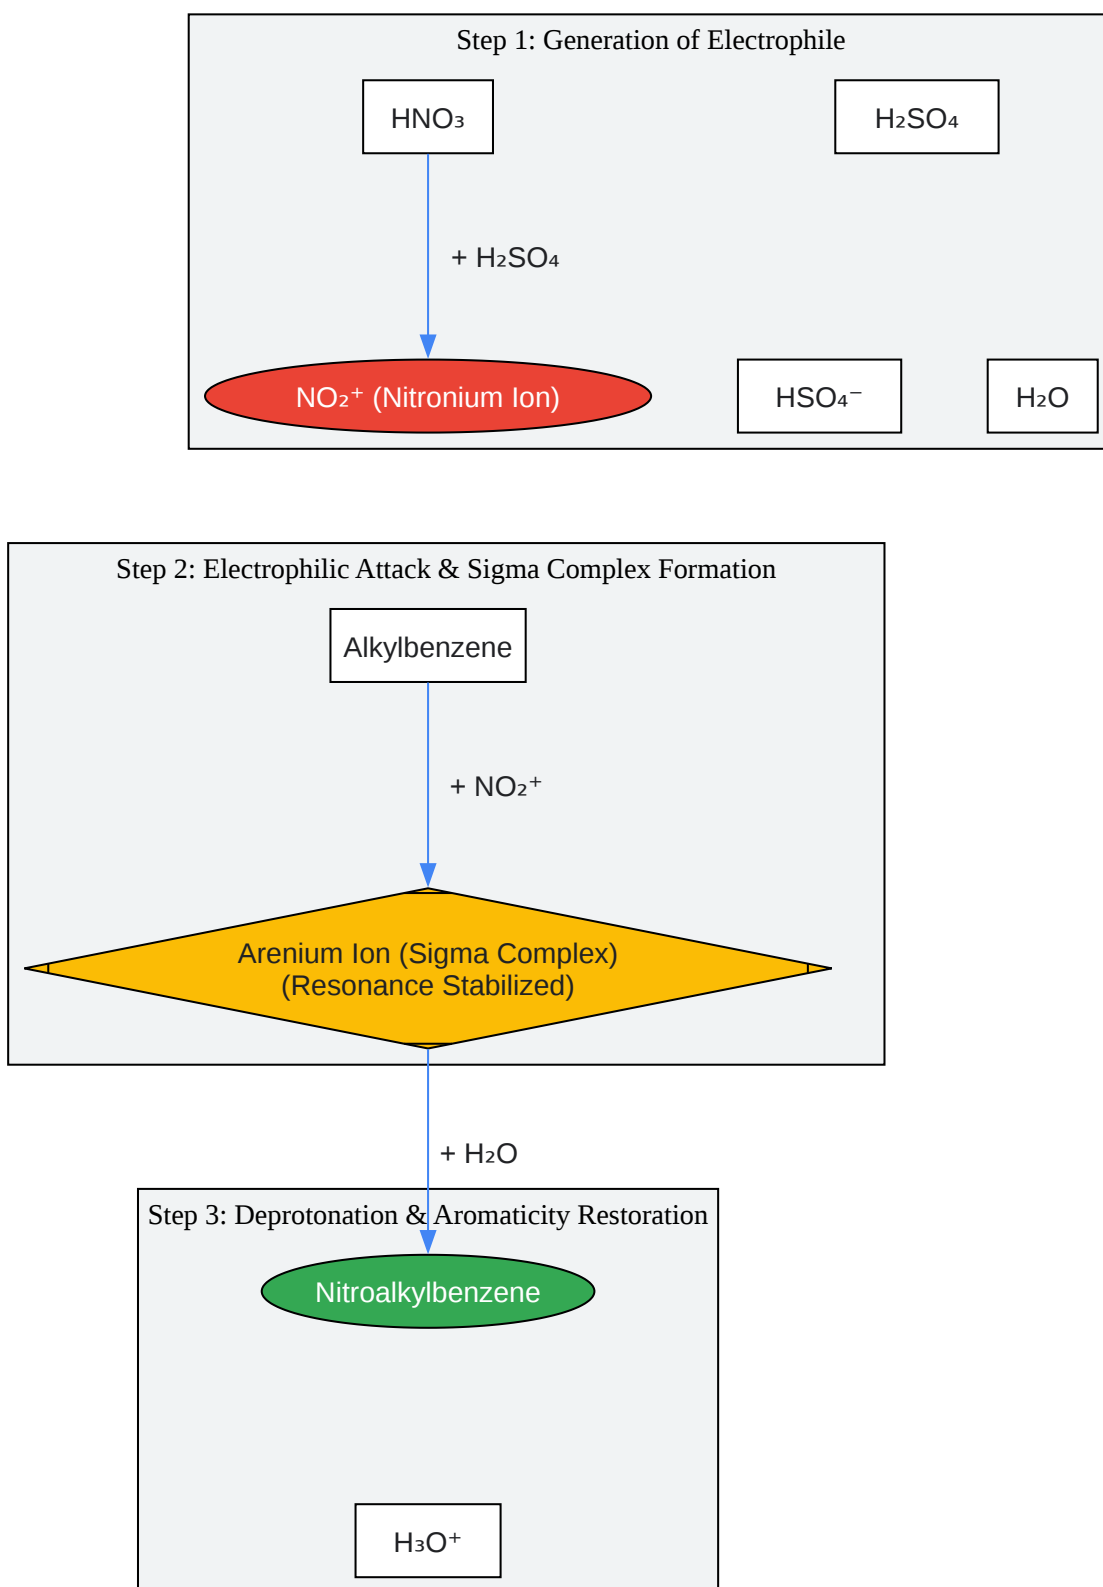 Step 1: Generation of Electrophile
HNO₃
H₂SO₄
+ H₂SO₄
NO₂⁺ (Nitronium Ion)
HSO₄⁻
H₂O
Step 2: Electrophilic Attack & Sigma Complex Formation
Alkylbenzene
+ NO₂⁺
Arenium Ion (Sigma Complex)
(Resonance Stabilized)
+ H₂O
Step 3: Deprotonation & Aromaticity Restoration
Nitroalkylbenzene
H₃O⁺